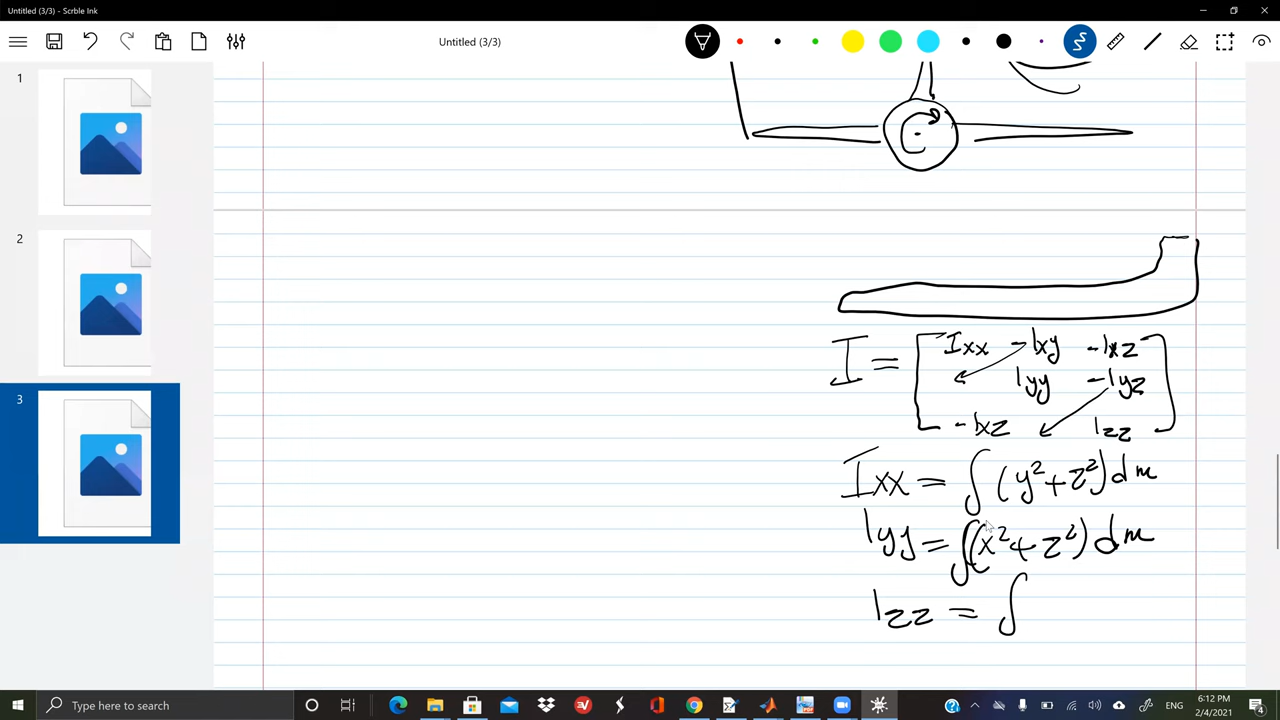 Untitled (3/3) - Scrble Ink
Untitled (3/3)
1
2
3
I = [ Ixx -Ixy -Ixz
Iyy -Iyz
-Ixz Izz ]
Ixx = ∫ (y² + z²) dm
Iyy = ∫(x² + z²) dm
Izz = ∫
Type here to search
6:12 PM
2/4/2021
4